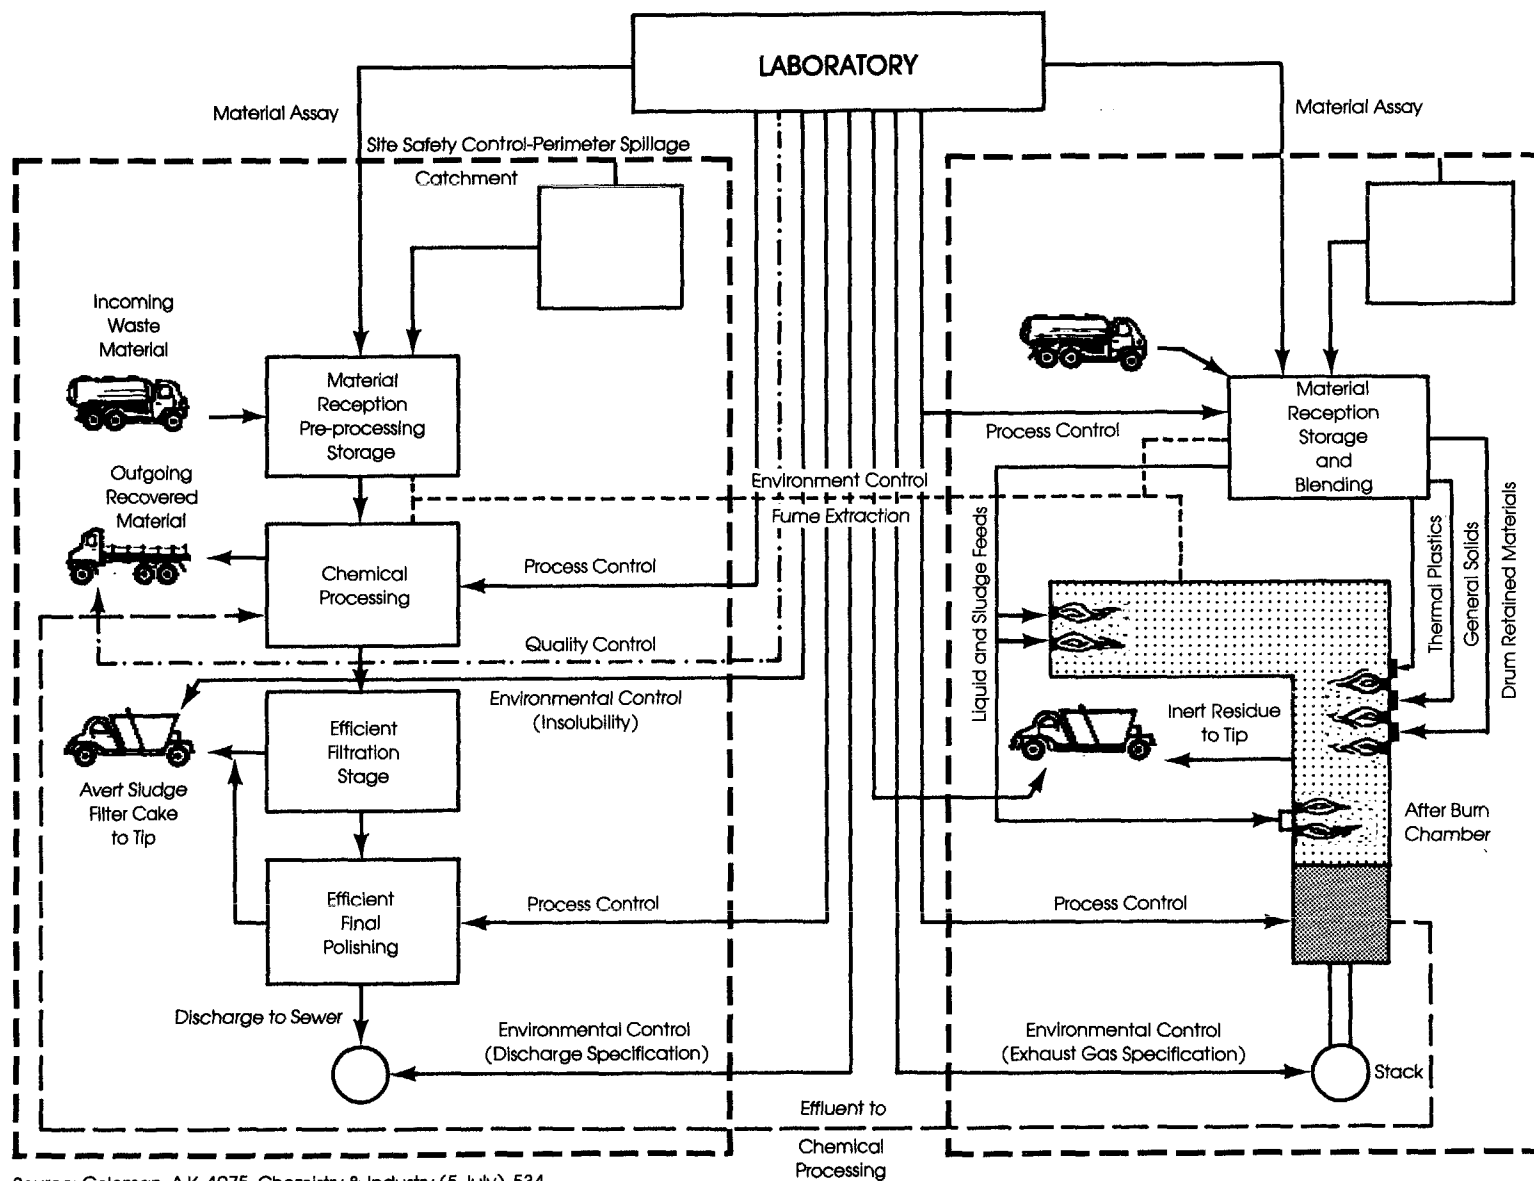 LABORATORY
Material Assay
Material Assay
Site Safety Control-Perimeter Spillage
Catchment
Incoming
Waste
Material
Material
Reception
Pre-processing
Storage
Material
Reception
Storage
and
Blending
Process Control
Outgoing
Recovered
Material
Environment Control
Fume Extraction
Chemical
Processing
Process Control
Liquid and Sludge Feeds
Thermal Plastics
General Solids
Drum Retained Materials
Quality Control
Environmental Control
(Insolubility)
Efficient
Filtration
Stage
Inert Residue
to Tip
Avert Sludge
Filter Cake
to Tip
After Burn
Chamber
Efficient
Final
Polishing
Process Control
Process Control
Discharge to Sewer
Environmental Control
(Discharge Specification)
Environmental Control
(Exhaust Gas Specification)
Stack
Effluent to
Chemical
Processing